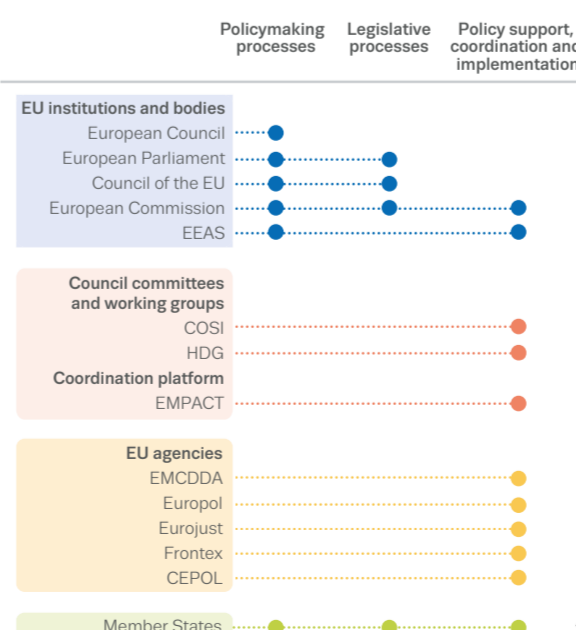 Policymaking processes
Legislative processes
Policy support, coordination and implementation
EU institutions and bodies
European Council
European Parliament
Council of the EU
European Commission
EEAS
Council committees
and working groups
COSI
HDG
Coordination platform
EMPACT
EU agencies
EMCDDA
Europol
Eurojust
Frontex
CEPOL
Member States